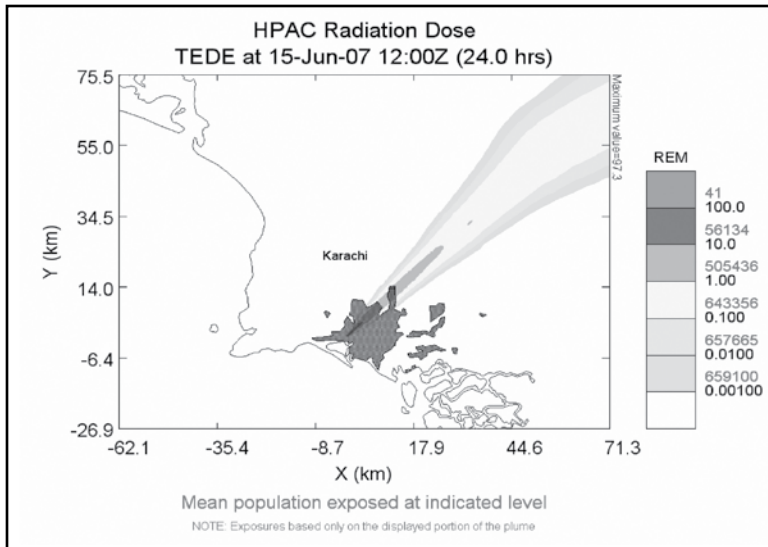 HPAC Radiation Dose
TEDE at 15-Jun-07 12:00Z (24.0 hrs)
75.5
55.0
34.5
14.0
-6.4
-26.9
Y (km)
Karachi
Maximum value=97.3
-62.1 -35.4 -8.7 17.9 44.6 71.3
X (km)
REM
41
100.0
56134
10.0
505436
1.00
643356
0.100
657665
0.0100
659100
0.00100
Mean population exposed at indicated level
NOTE: Exposures based only on the displayed portion of the plume